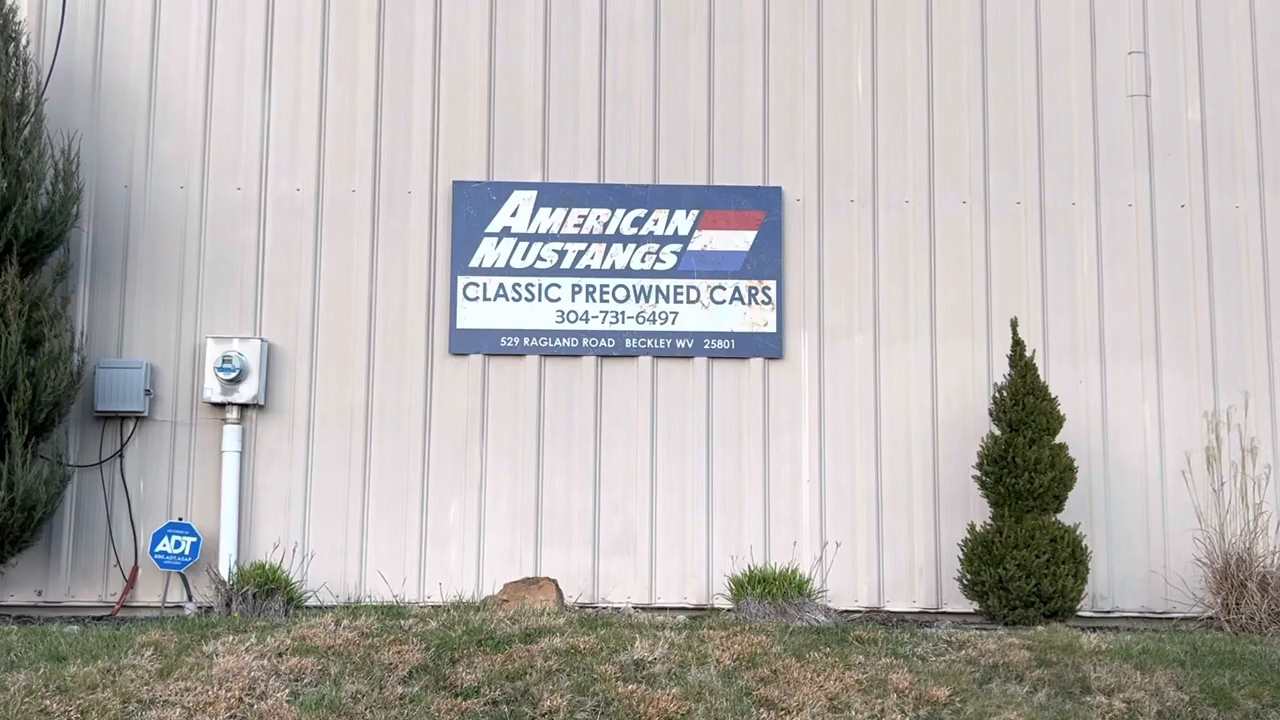 AMERICAN
MUSTANGS
CLASSIC PREOWNED CARS
304-731-6497
529 RAGLAND ROAD BECKLEY WV 25801
ADT